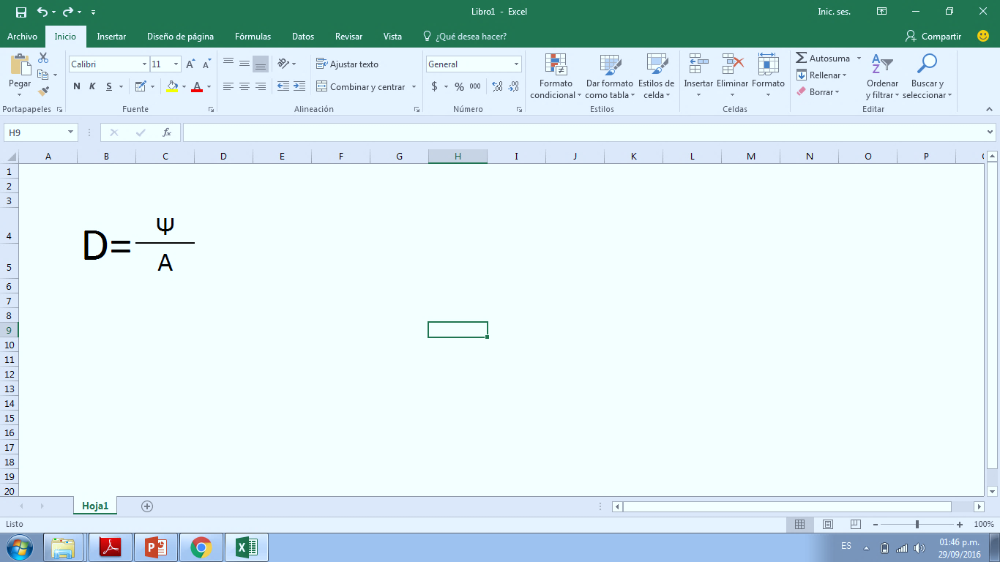 Libro1 - Excel
Inic. ses.
Archivo Inicio Insertar Diseño de página Fórmulas Datos Revisar Vista ¿Qué desea hacer? Compartir
Pegar
Calibri 11
N K S
A A
A
Ajustar texto
Combinar y centrar
General
$ % 000
Formato condicional
Dar formato como tabla
Estilos de celda
Insertar Eliminar Formato
Autosuma
Rellenar
Borrar
Ordenar y filtrar
Buscar y seleccionar
Portapapeles Fuente Alineación Número Estilos Celdas Editar
H9 fx
A B C D E F G H I J K L M N O P
1
2
3
4
5
6
7
8
9
10
11
12
13
14
15
16
17
18
19
20
D= ψ
A
Hoja1
Listo 100%
ES 01:46 p.m.
29/09/2016